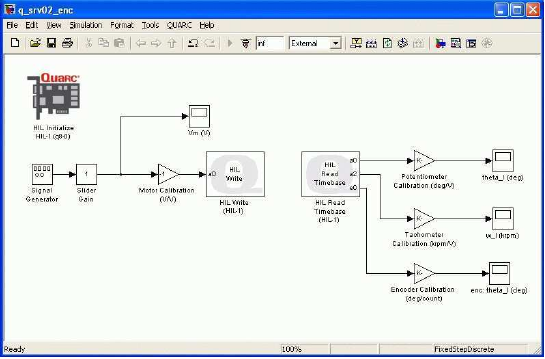 q_srv02_enc
File Edit View Simulation Format Tools QUARC Help
inf External
QUARC
HIL Initialize
HIL-1 (q8-0)
Vm (V)
Signal
Generator
1
Slider
Gain
-1
Motor Calibration
(V/V)
a0
HIL
Write
HIL Write
(HIL-1)
HIL
Read
Timebase
a0
a2
e0
HIL Read
Timebase
(HIL-1)
K-
Potentiometer
Calibration (deg/V)
theta_l (deg)
K-
Tachometer
Calibration (krpm/V)
w_l (krpm)
K-
Encoder Calibration
(deg/count)
enc: theta_l (deg)
Ready 100% FixedStepDiscrete